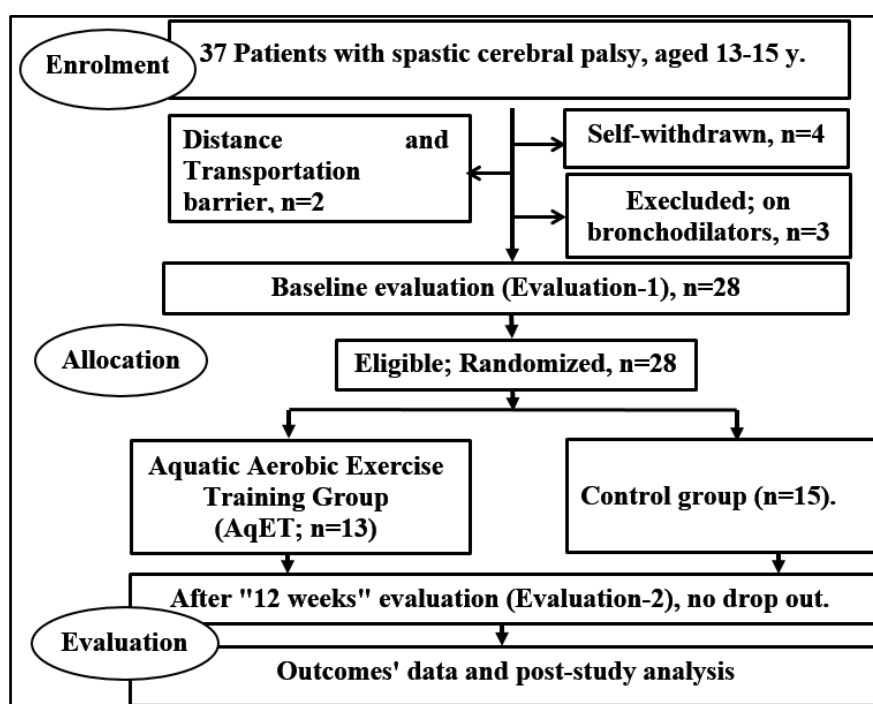 Enrolment
37 Patients with spastic cerebral palsy, aged 13-15 y.
Distance and
Transportation
barrier, n=2
Self-withdrawn, n=4
Execluded; on
bronchodilators, n=3
Baseline evaluation (Evaluation-1), n=28
Allocation
Eligible; Randomized, n=28
Aquatic Aerobic Exercise
Training Group
(AqET; n=13)
Control group (n=15).
After "12 weeks" evaluation (Evaluation-2), no drop out.
Evaluation
Outcomes' data and post-study analysis